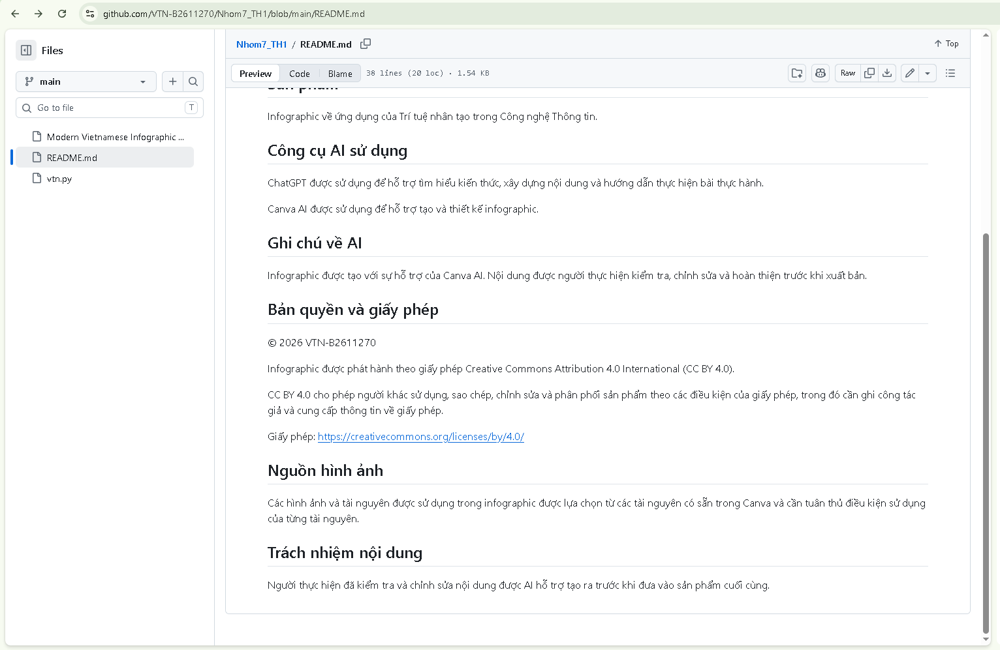 github.com/VTN-B2611270/Nhom7_TH1/blob/main/README.md
Files
main
Go to file
T
Modern Vietnamese Infographic ...
README.md
vtn.py
Nhom7_TH1 / README.md
Top
Preview
Code
Blame
38 lines (20 loc) · 1.54 KB
Raw
Sản phẩm
Infographic về ứng dụng của Trí tuệ nhân tạo trong Công nghệ Thông tin.
Công cụ AI sử dụng
ChatGPT được sử dụng để hỗ trợ tìm hiểu kiến thức, xây dựng nội dung và hướng dẫn thực hiện bài thực hành.
Canva AI được sử dụng để hỗ trợ tạo và thiết kế infographic.
Ghi chú về AI
Infographic được tạo với sự hỗ trợ của Canva AI. Nội dung được người thực hiện kiểm tra, chỉnh sửa và hoàn thiện trước khi xuất bản.
Bản quyền và giấy phép
© 2026 VTN-B2611270
Infographic được phát hành theo giấy phép Creative Commons Attribution 4.0 International (CC BY 4.0).
CC BY 4.0 cho phép người khác sử dụng, sao chép, chỉnh sửa và phân phối sản phẩm theo các điều kiện của giấy phép, trong đó cần ghi công tác
giả và cung cấp thông tin về giấy phép.
Giấy phép: https://creativecommons.org/licenses/by/4.0/
Nguồn hình ảnh
Các hình ảnh và tài nguyên được sử dụng trong infographic được lựa chọn từ các tài nguyên có sẵn trong Canva và cần tuân thủ điều kiện sử dụng
của từng tài nguyên.
Trách nhiệm nội dung
Người thực hiện đã kiểm tra và chỉnh sửa nội dung được AI hỗ trợ tạo ra trước khi đưa vào sản phẩm cuối cùng.